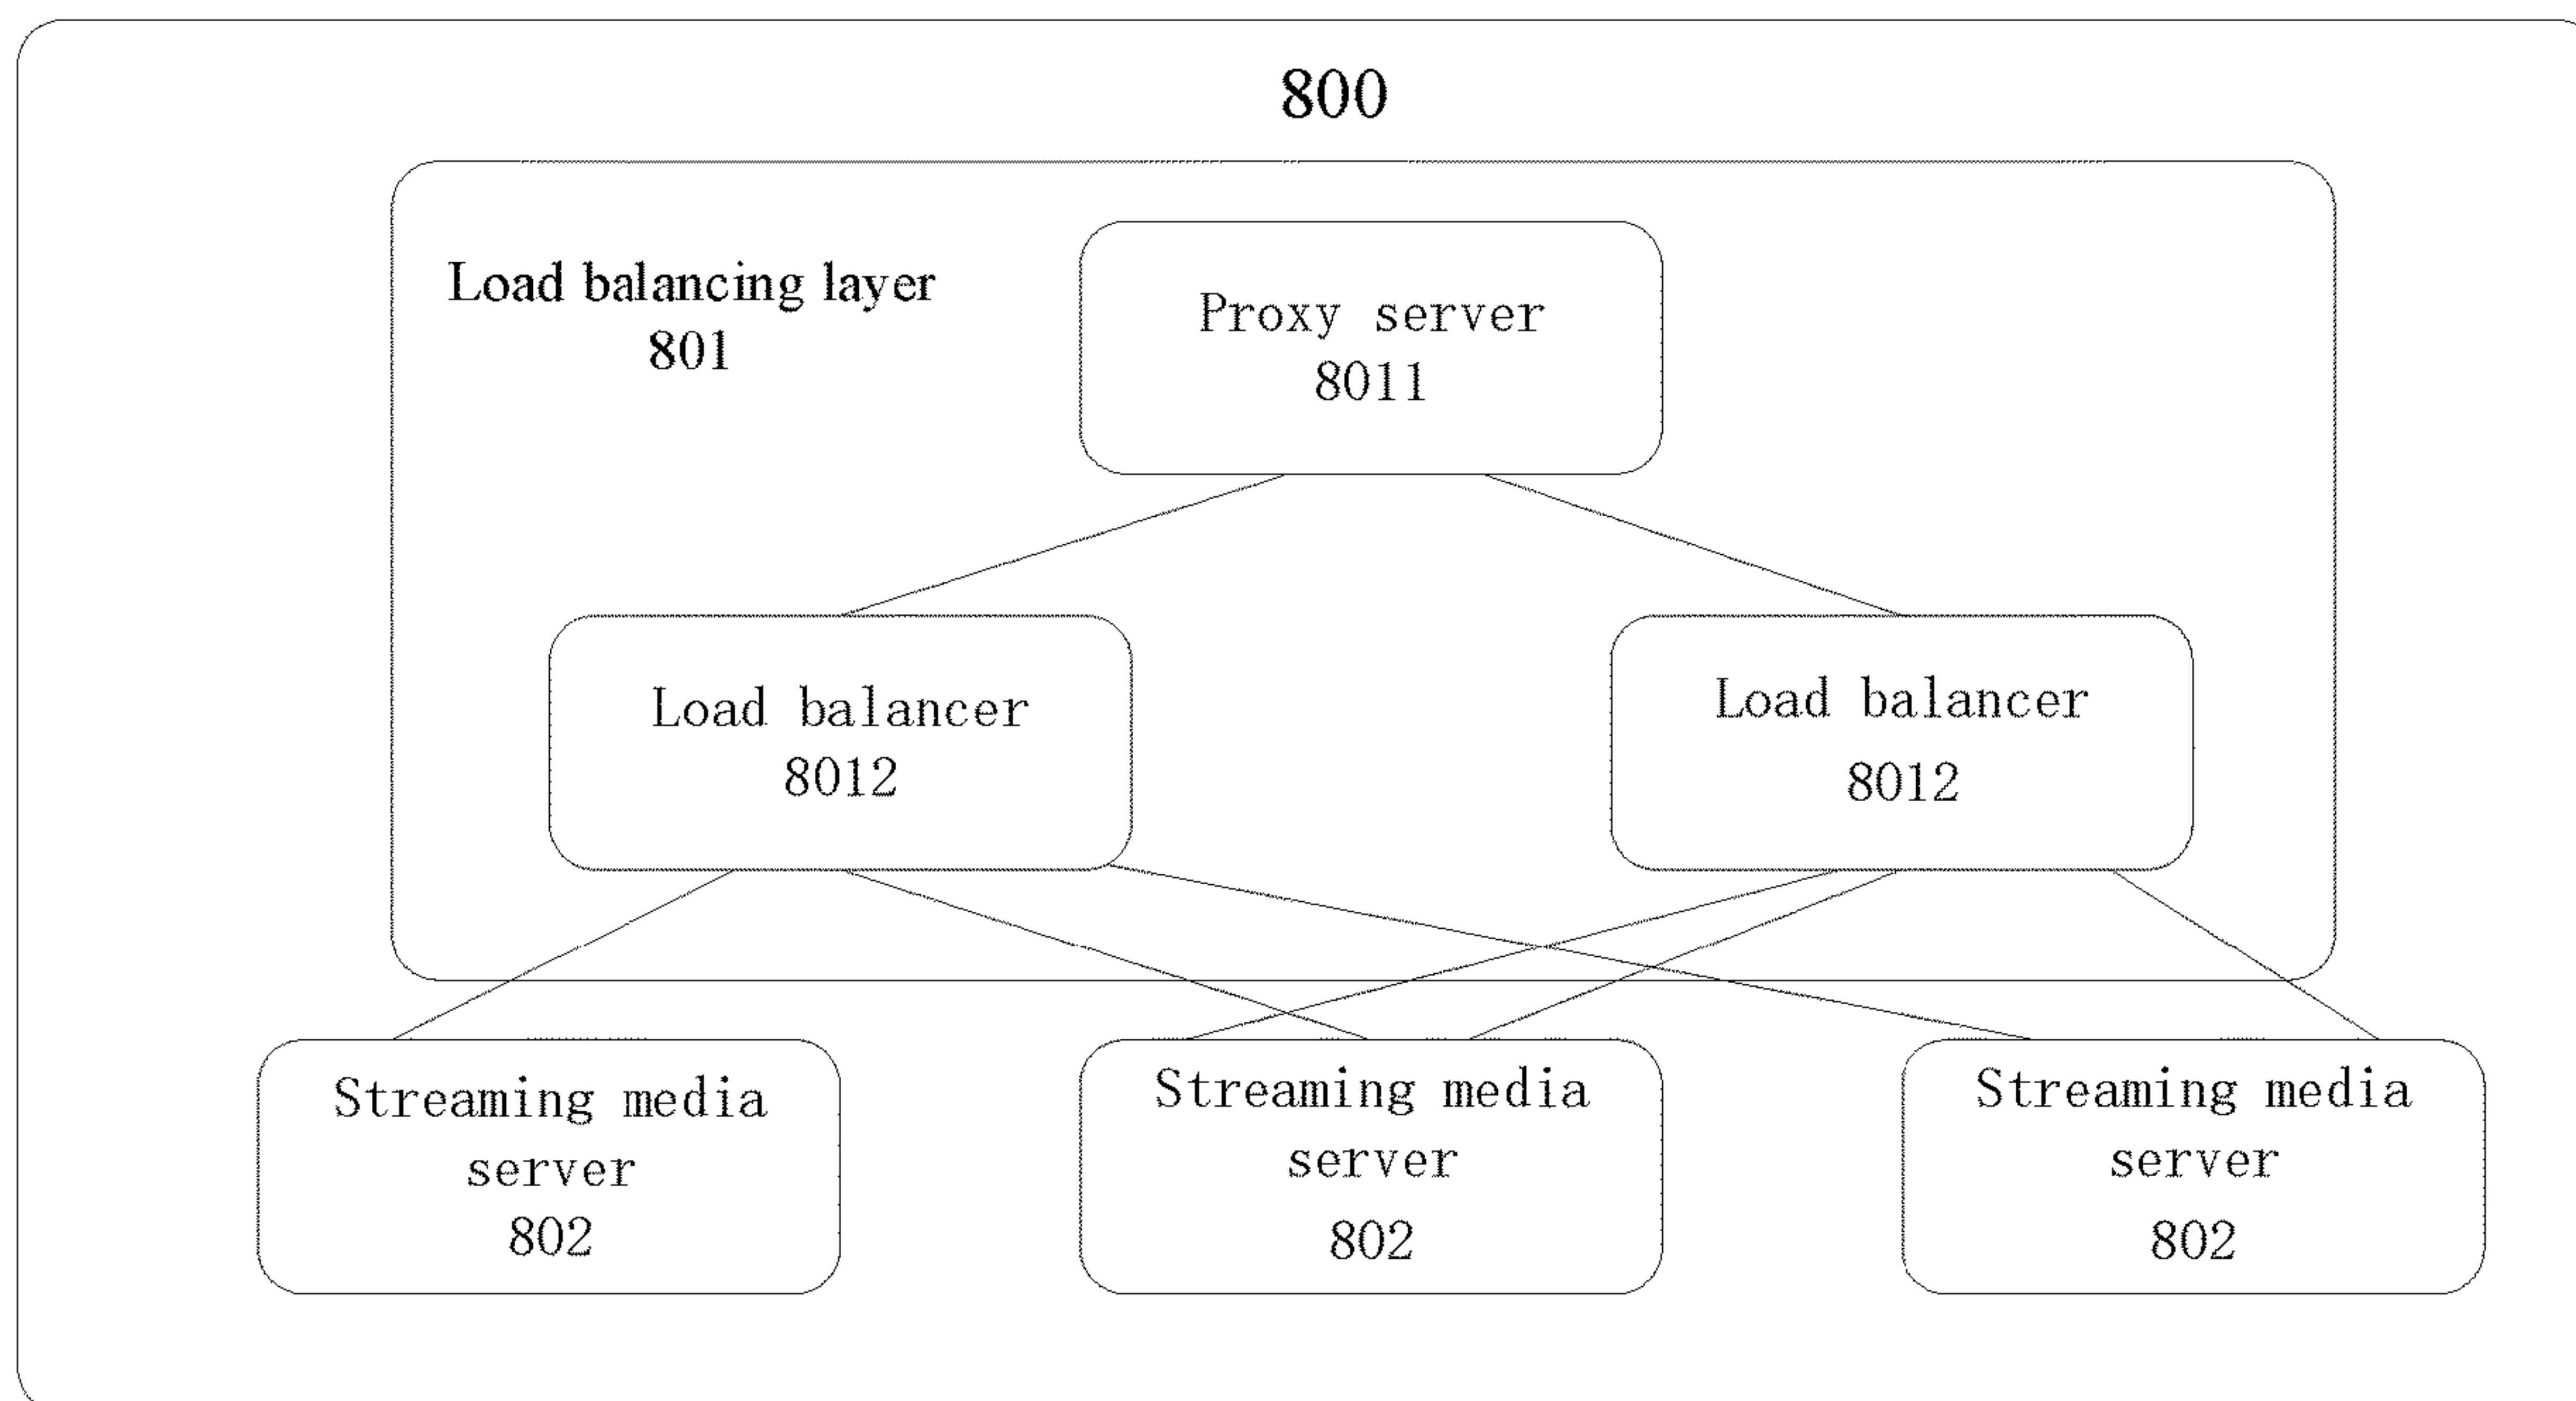 800
Load balancing layer
801
Proxy server
8011
Load balancer
8012
Load balancer
8012
Streaming media
server
802
Streaming media
server
802
Streaming media
server
802